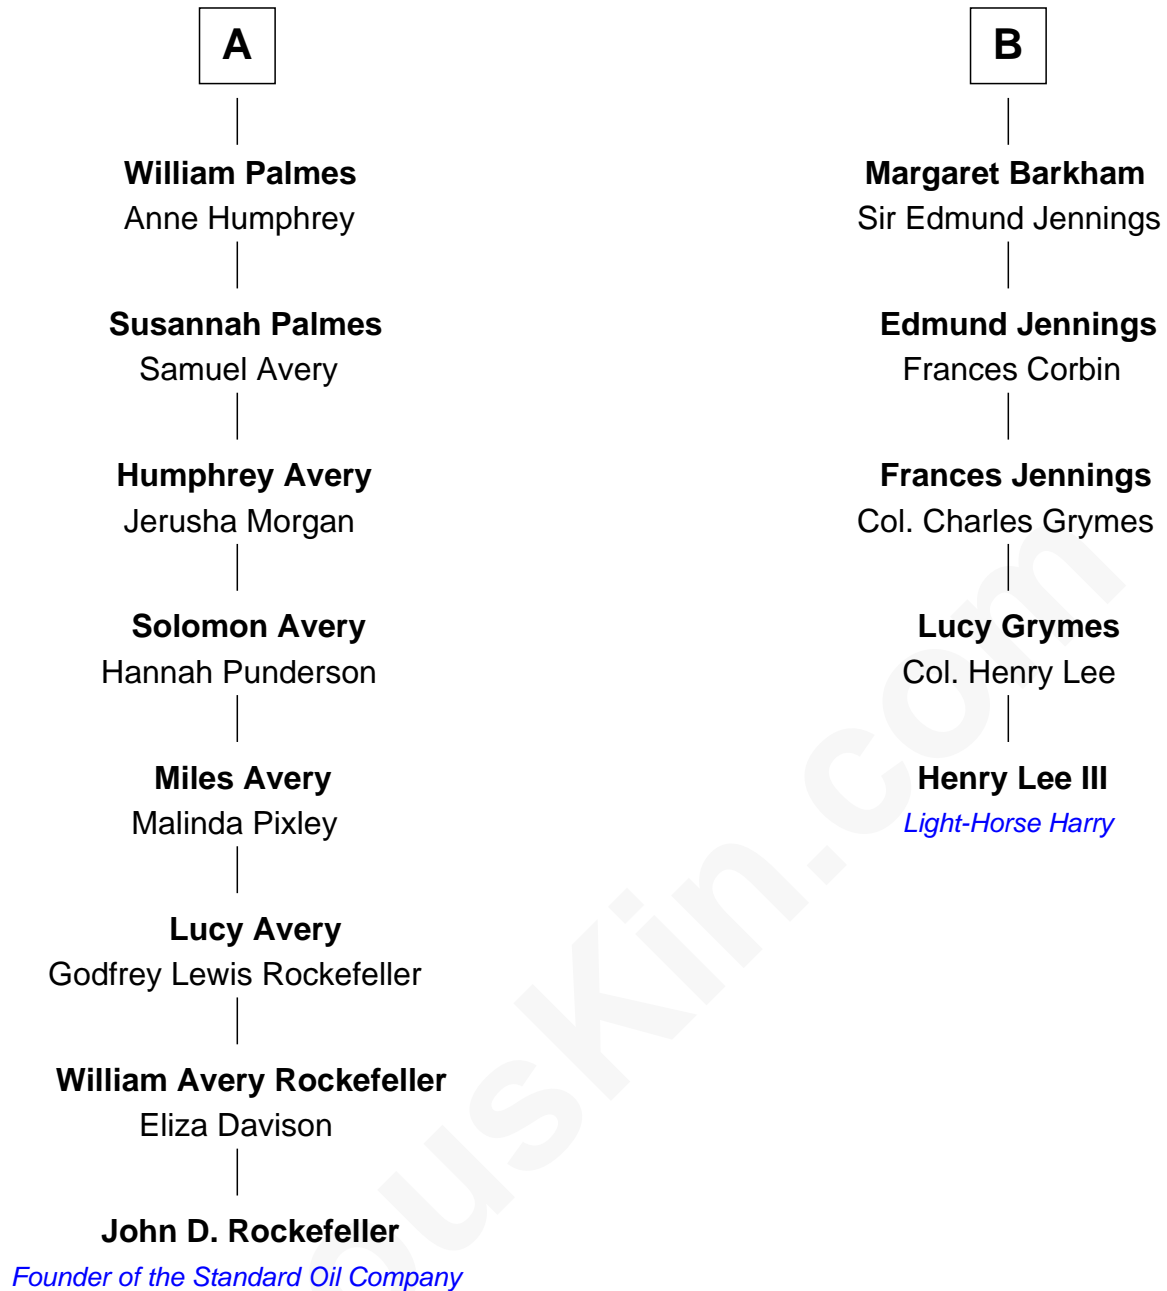 A
William Palmes
Anne Humphrey
Susannah Palmes
Samuel Avery
Humphrey Avery
Jerusha Morgan
Solomon Avery
Hannah Punderson
Miles Avery
Malinda Pixley
Lucy Avery
Godfrey Lewis Rockefeller
William Avery Rockefeller
Eliza Davison
John D. Rockefeller
Founder of the Standard Oil Company
B
Margaret Barkham
Sir Edmund Jennings
Edmund Jennings
Frances Corbin
Frances Jennings
Col. Charles Grymes
Lucy Grymes
Col. Henry Lee
Henry Lee III
Light-Horse Harry
ousKin.com